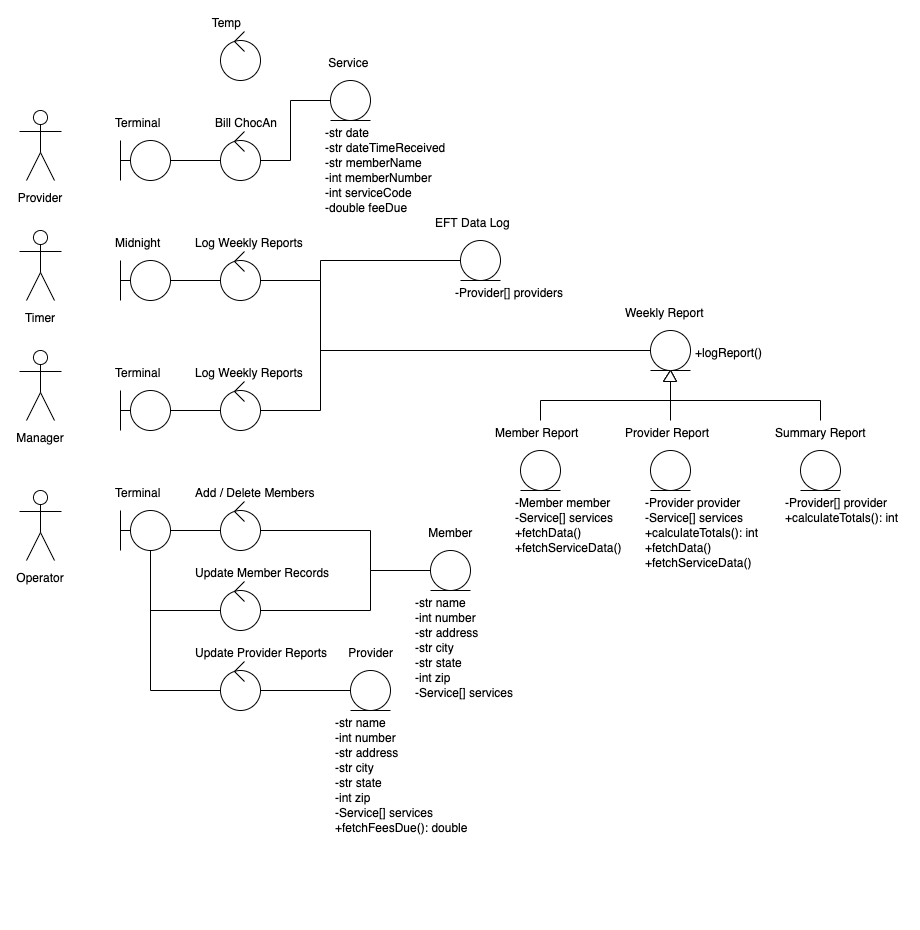 Temp
Service
Terminal
Bill ChocAn
-str date
-str dateTimeReceived
-str memberName
-int memberNumber
-int serviceCode
-double feeDue
Provider
EFT Data Log
Midnight
Log Weekly Reports
-Provider[] providers
Timer
Weekly Report
+logReport()
Terminal
Log Weekly Reports
Manager
Member Report
-Member member
-Service[] services
+fetchData()
+fetchServiceData()
Provider Report
-Provider provider
-Service[] services
+calculateTotals(): int
+fetchData()
+fetchServiceData()
Summary Report
-Provider[] provider
+calculateTotals(): int
Terminal
Add / Delete Members
Operator
Member
-str name
-int number
-str address
-str city
-str state
-int zip
-Service[] services
Update Member Records
Update Provider Reports
Provider
-str name
-int number
-str address
-str city
-str state
-int zip
-Service[] services
+fetchFeesDue(): double